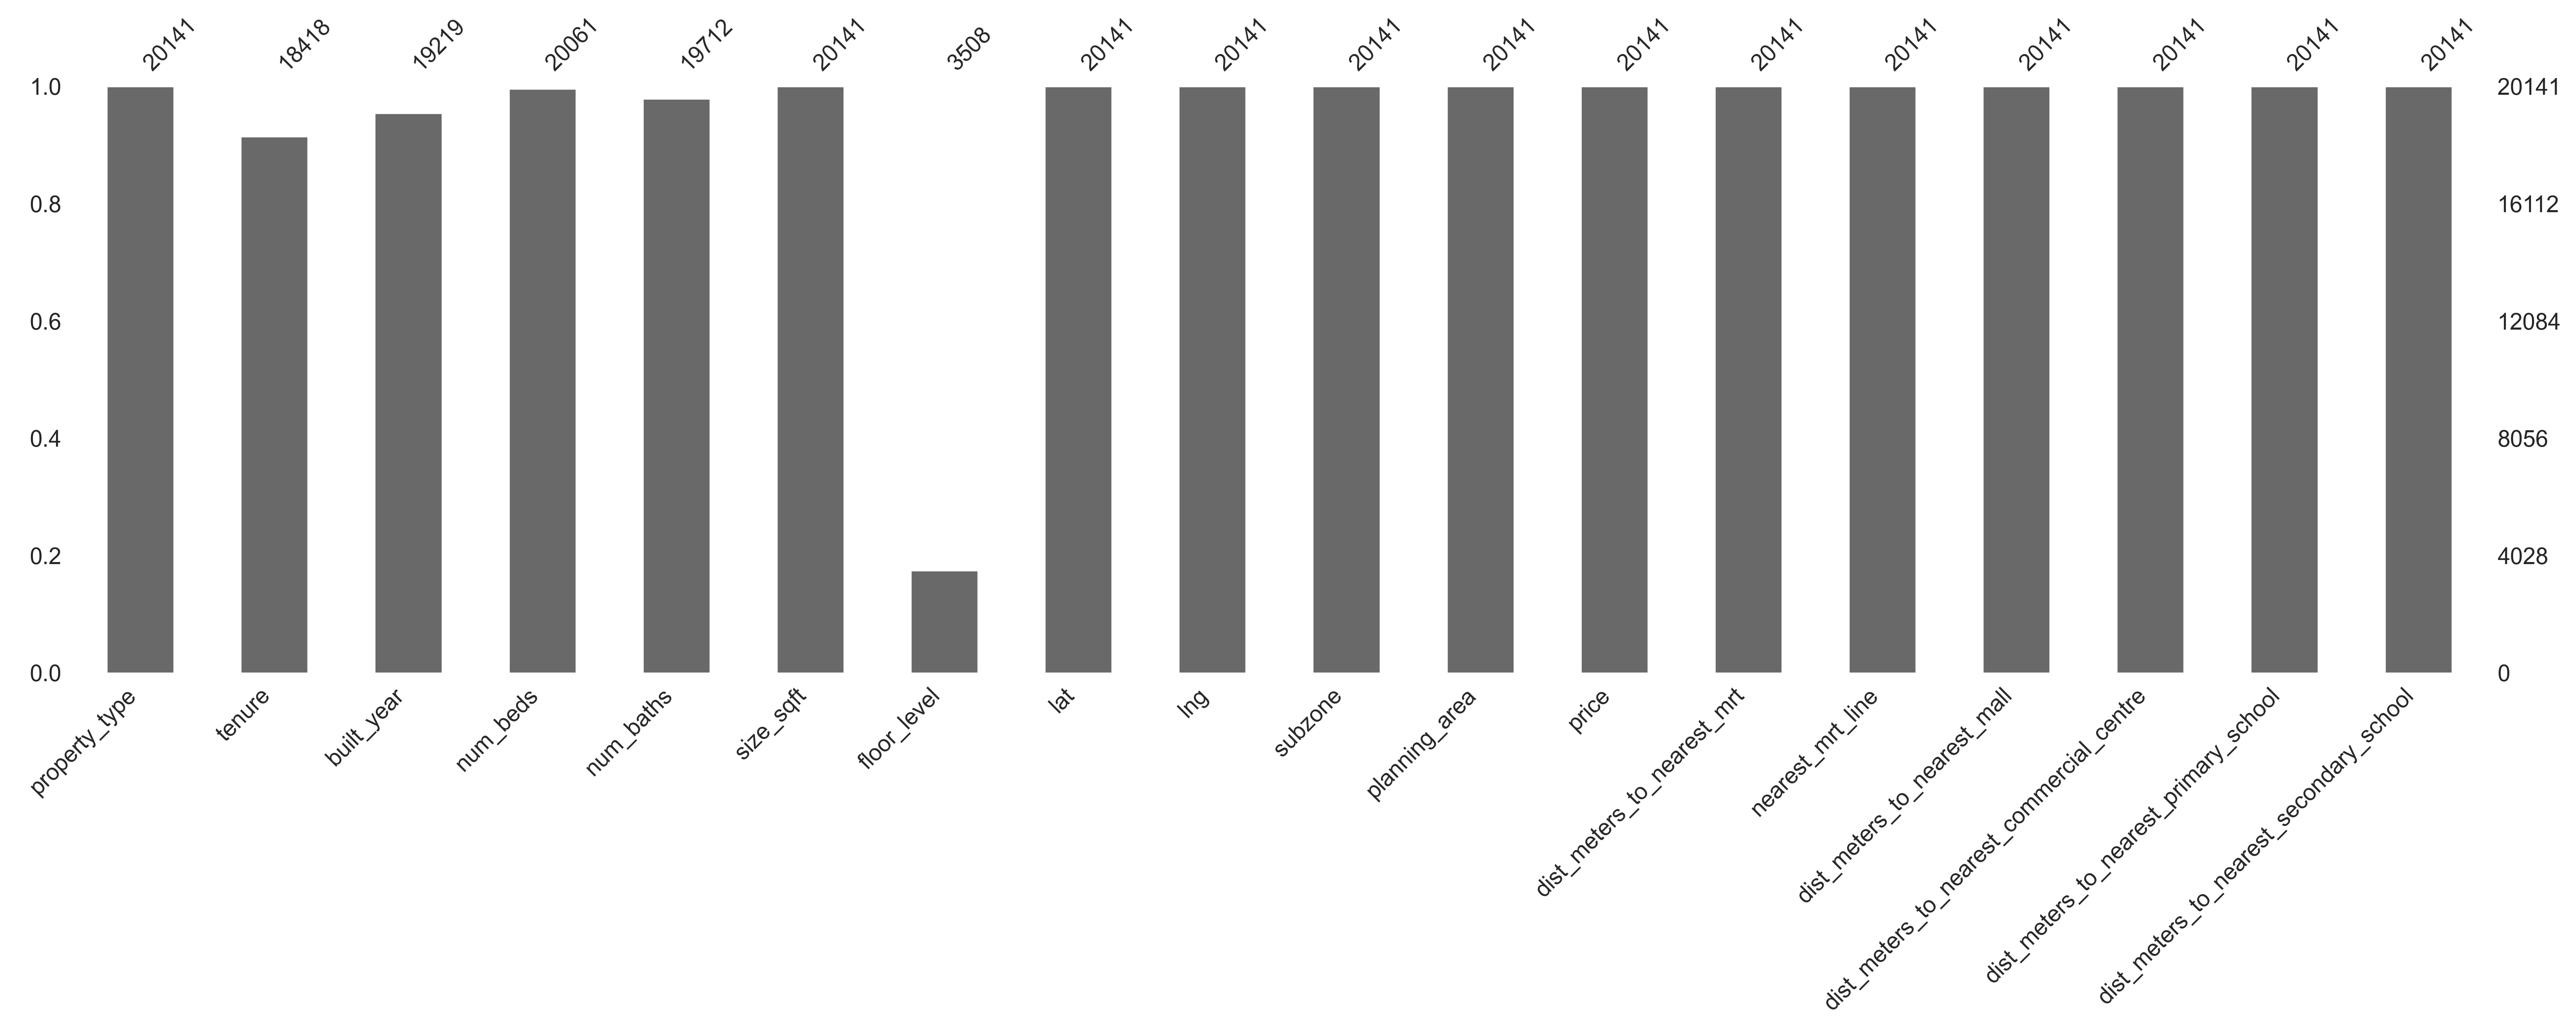 20141
18418
19219
20061
19712
20141
3508
20141
20141
20141
20141
20141
20141
20141
20141
20141
20141
20141
1.0
20141
0.8
16112
0.6
12084
0.4
8056
0.2
4028
0.0
0
property_type
tenure
built_year
num_beds
num_baths
size_sqft
floor_level
lat
lng
subzone
planning_area
price
dist_meters_to_nearest_mrt
nearest_mrt_line
dist_meters_to_nearest_mall
dist_meters_to_nearest_commercial_centre
dist_meters_to_nearest_primary_school
dist_meters_to_nearest_secondary_school